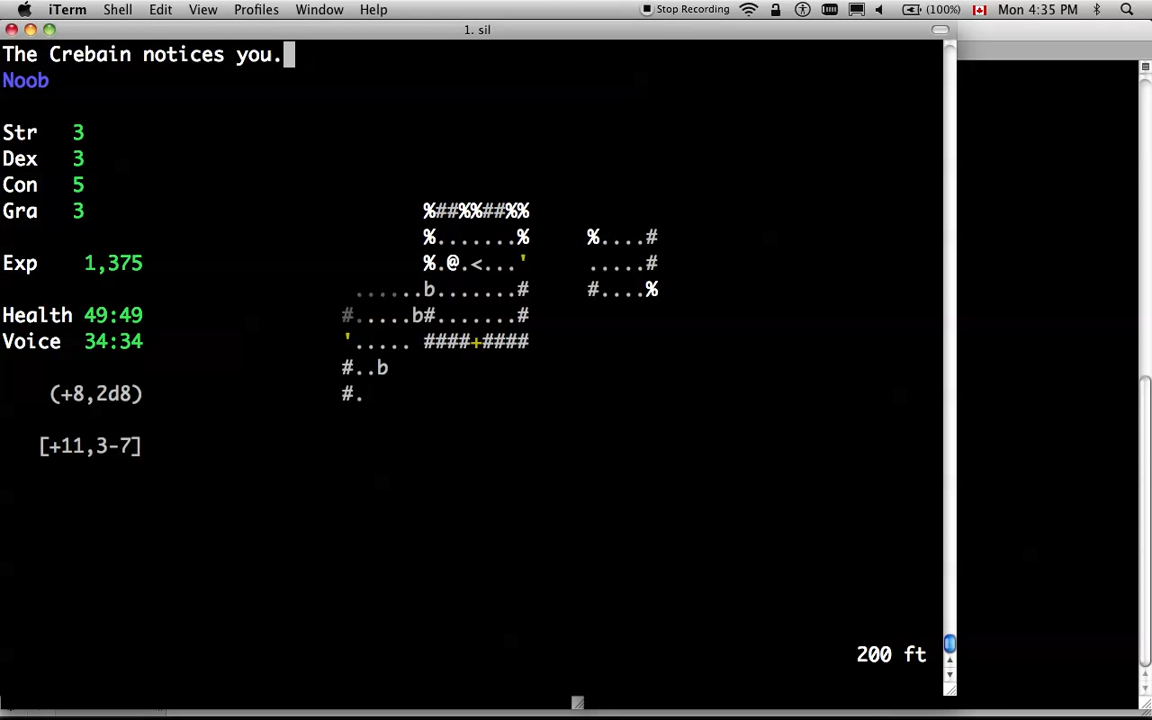 iTerm Shell Edit View Profiles Window Help Stop Recording (100%) Mon 4:35 PM
1. sil
The Crebain notices you.
Noob
Str 3
Dex 3
Con 5
Gra 3
%##%%##%%
%.......% %....#
Exp 1,375 %.@.<...' .....#
......b.......# #....%
Health 49:49 #.....b#.......#
Voice 34:34 '..... ####+####
#..b
(+8,2d8) #.
[+11,3-7]
200 ft